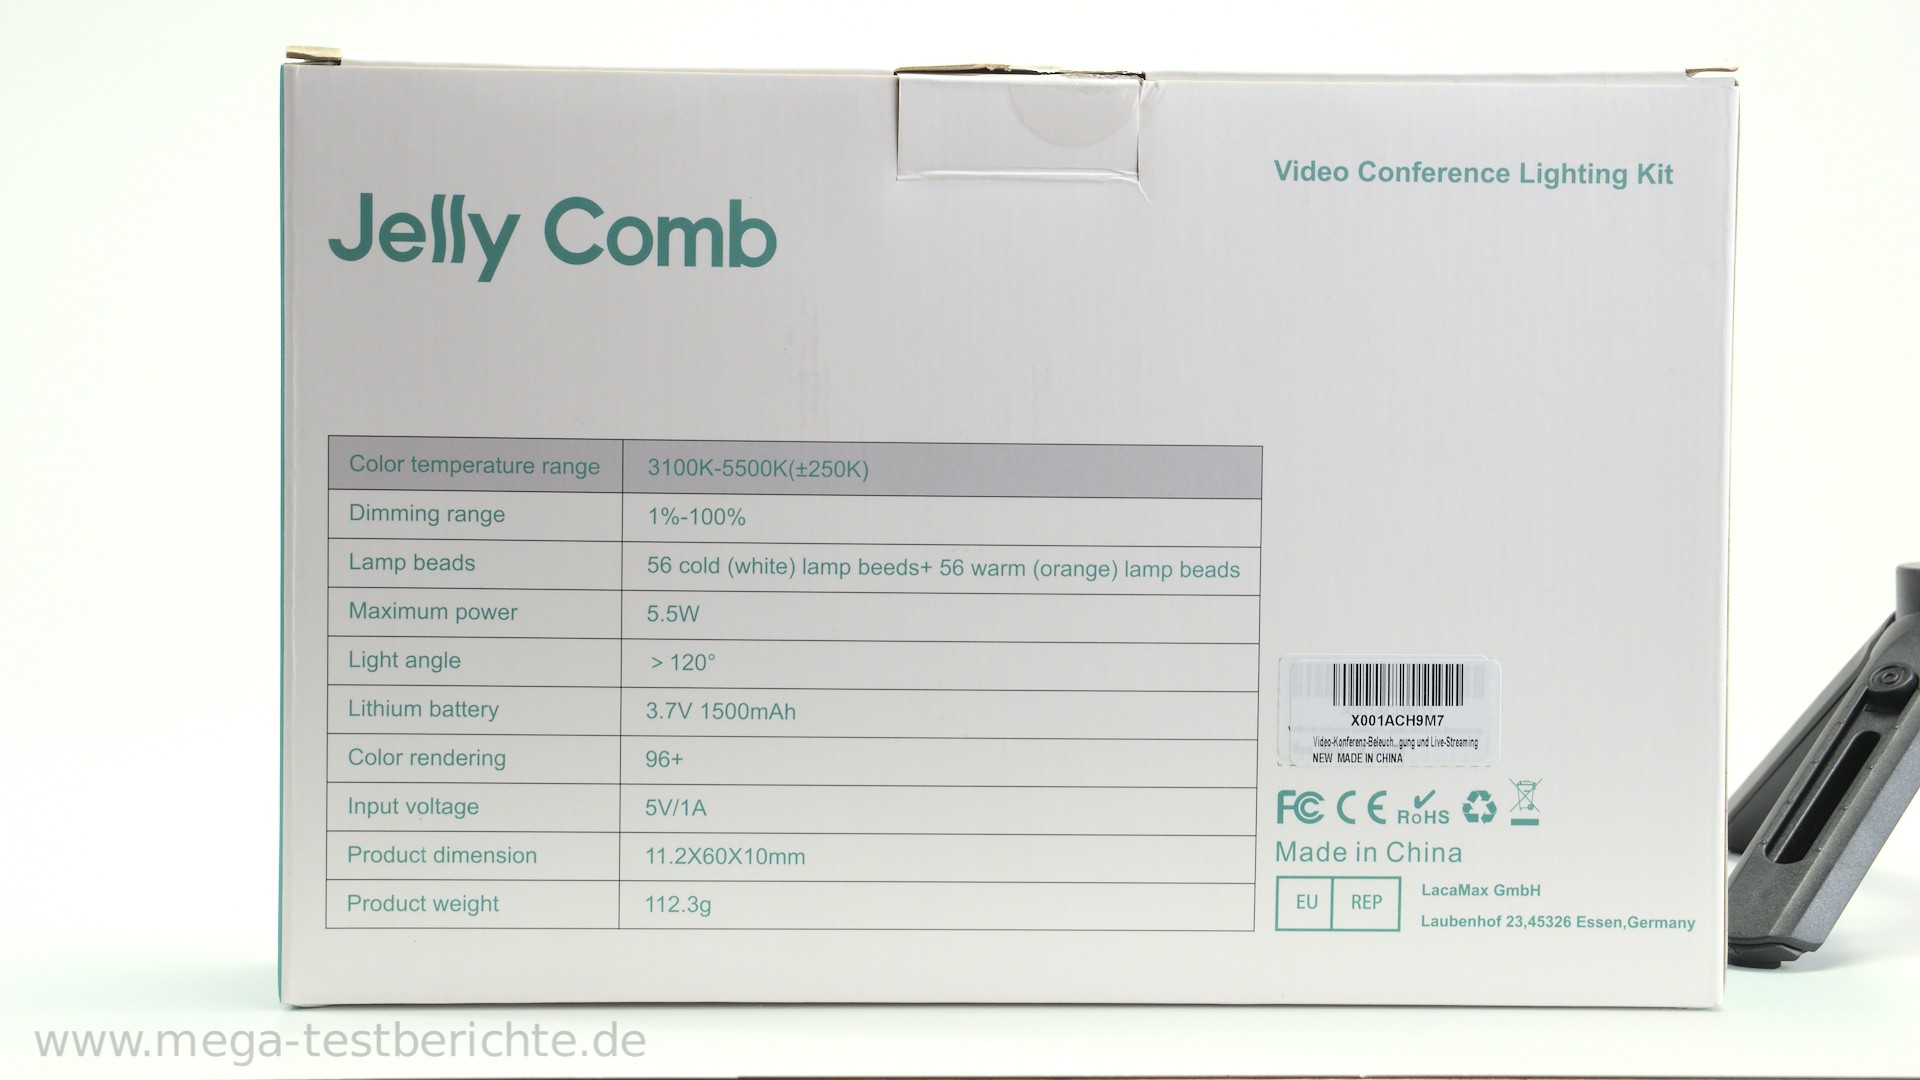 Video Conference Lighting Kit
Jelly Comb
Color temperature range 3100K-5500K(±250K)
Dimming range 1%-100%
Lamp beads 56 cold (white) lamp beeds+ 56 warm (orange) lamp beads
Maximum power 5.5W
Light angle > 120°
Lithium battery 3.7V 1500mAh
Color rendering 96+
Input voltage 5V/1A
Product dimension 11.2X60X10mm
Product weight 112.3g
X001ACH9M7
Video-Konferenz-Beleuch...gung und Live-Streaming
NEW MADE IN CHINA
FC CE RoHS
Made in China
EU REP
LacaMax GmbH
Laubenhof 23,45326 Essen,Germany
www.mega-testberichte.de